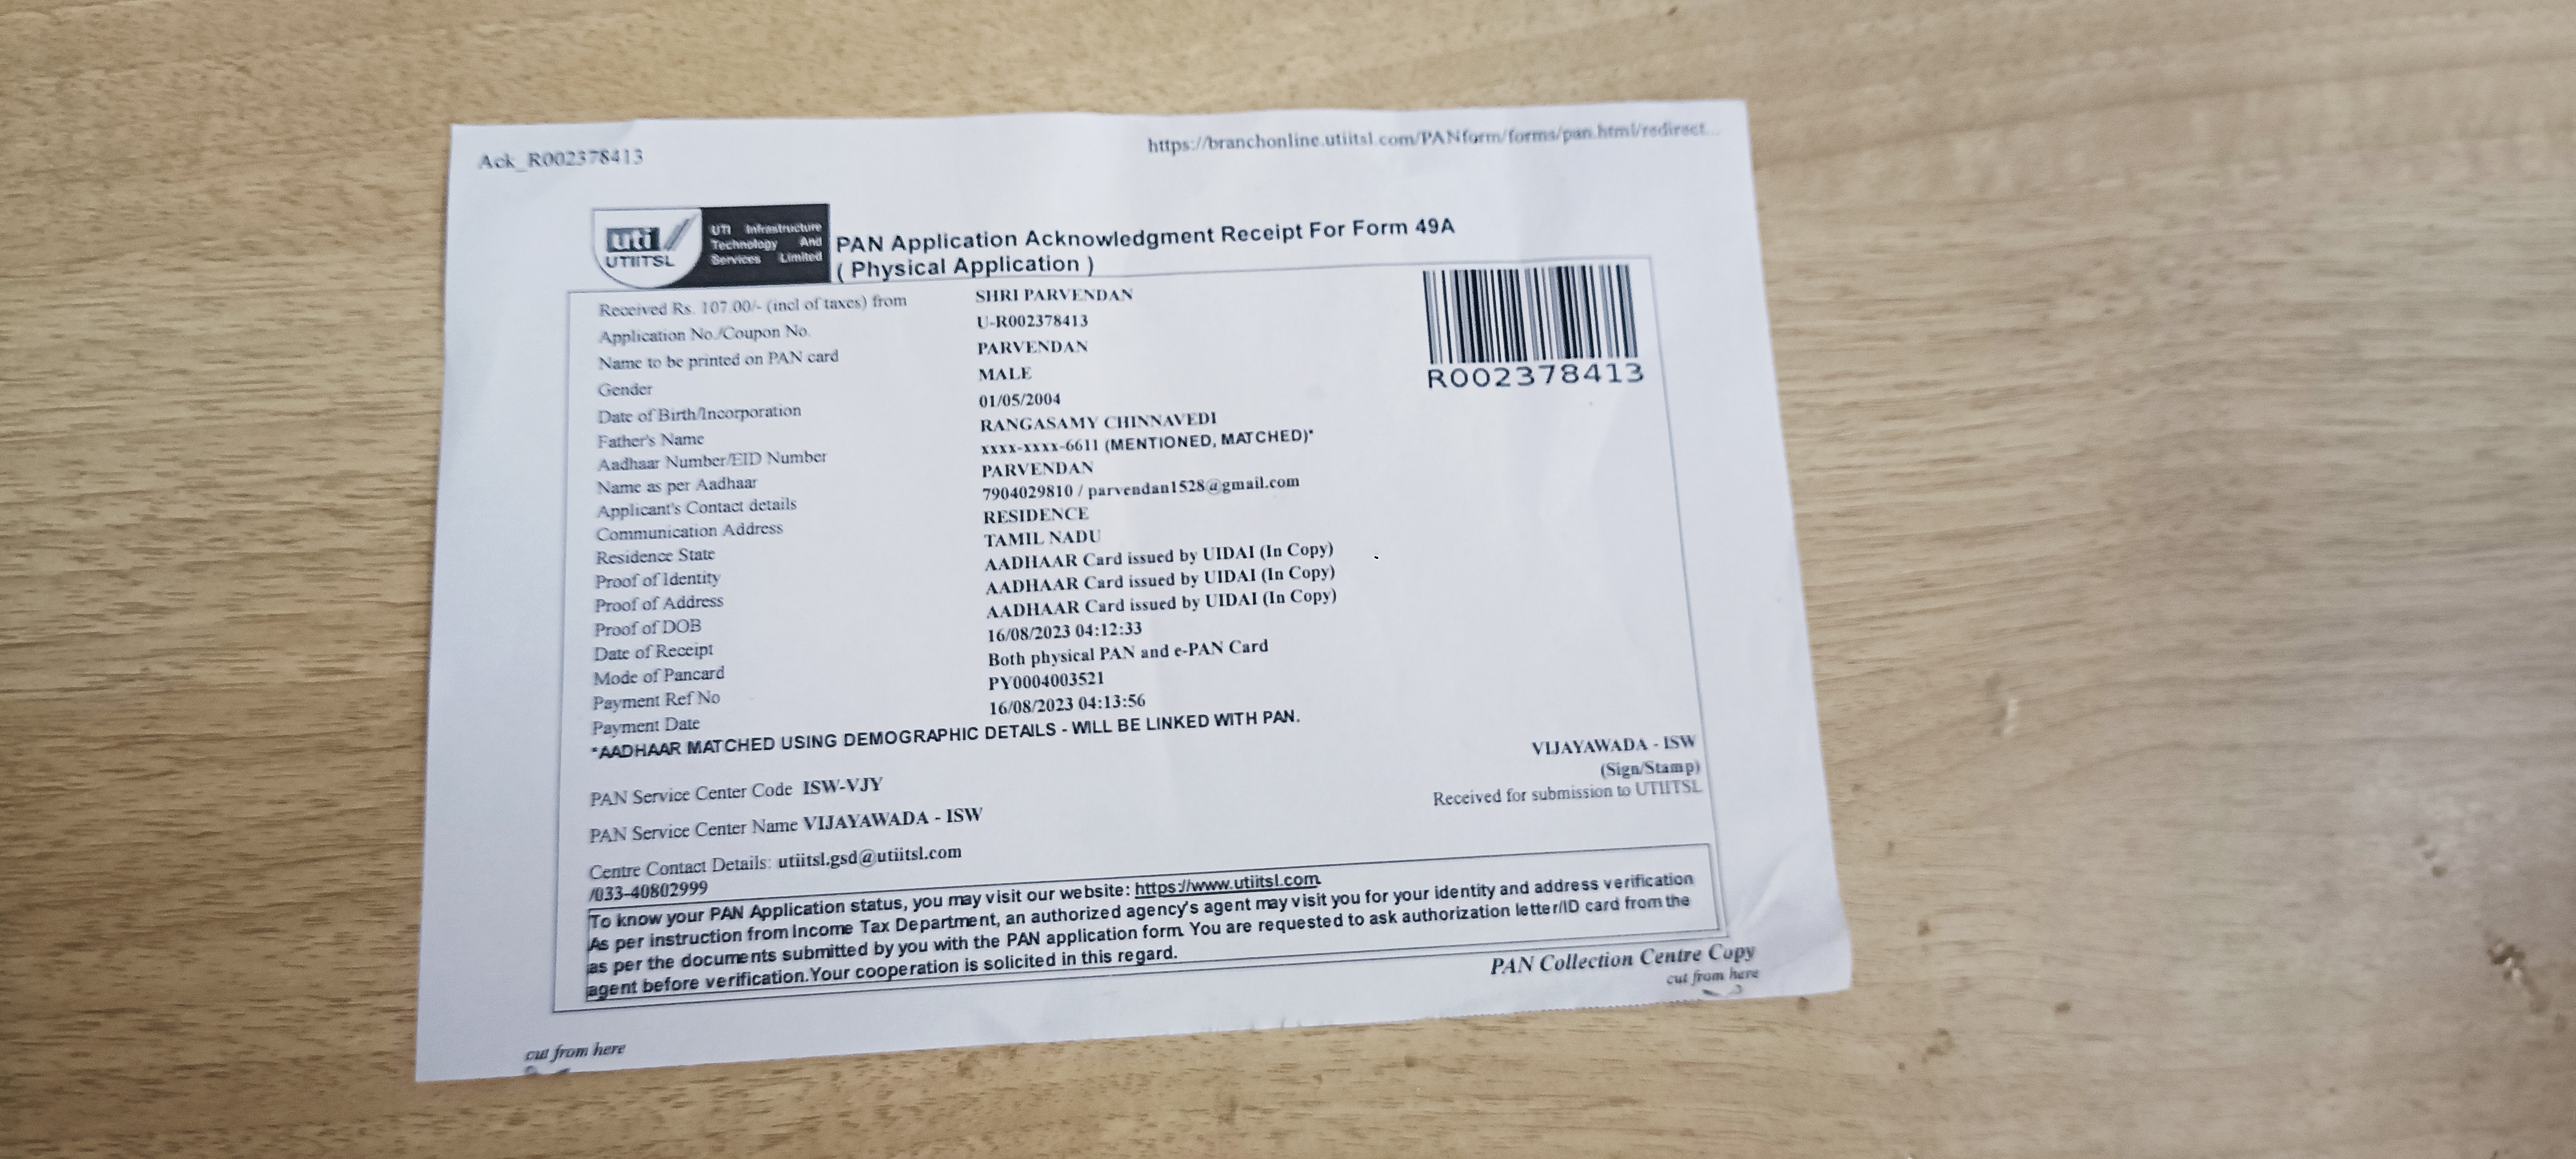 Ack_R002378413
https://branchonline.utiitsl.com/PANform/forms/pan.html/redirect...
uti
UTIITSL
UTI Infrastructure
Technology And
Services Limited
PAN Application Acknowledgment Receipt For Form 49A
( Physical Application )
Received Rs. 107.00/- (incl of taxes) from SHRI PARVENDAN
Application No./Coupon No. U-R002378413
Name to be printed on PAN card PARVENDAN
Gender MALE
Date of Birth/Incorporation 01/05/2004
Father's Name RANGASAMY CHINNAVEDI
Aadhaar Number/EID Number xxxx-xxxx-6611 (MENTIONED, MATCHED)*
Name as per Aadhaar PARVENDAN
Applicant's Contact details 7904029810 / parvendan1528@gmail.com
Communication Address RESIDENCE
Residence State TAMIL NADU
Proof of Identity AADHAAR Card issued by UIDAI (In Copy)
Proof of Address AADHAAR Card issued by UIDAI (In Copy)
Proof of DOB AADHAAR Card issued by UIDAI (In Copy)
Date of Receipt 16/08/2023 04:12:33
Mode of Pancard Both physical PAN and e-PAN Card
Payment Ref No PY0004003521
Payment Date 16/08/2023 04:13:56
*AADHAAR MATCHED USING DEMOGRAPHIC DETAILS - WILL BE LINKED WITH PAN.
R002378413
PAN Service Center Code ISW-VJY
PAN Service Center Name VIJAYAWADA - ISW
Centre Contact Details: utiitsl.gsd@utiitsl.com
/033-40802999
VIJAYAWADA - ISW
(Sign/Stamp)
Received for submission to UTIITSL
To know your PAN Application status, you may visit our website: https://www.utiitsl.com.
As per instruction from Income Tax Department, an authorized agency's agent may visit you for your identity and address verification
as per the documents submitted by you with the PAN application form. You are requested to ask authorization letter/ID card from the
agent before verification.Your cooperation is solicited in this regard.
PAN Collection Centre Copy
cut from here
cut from here